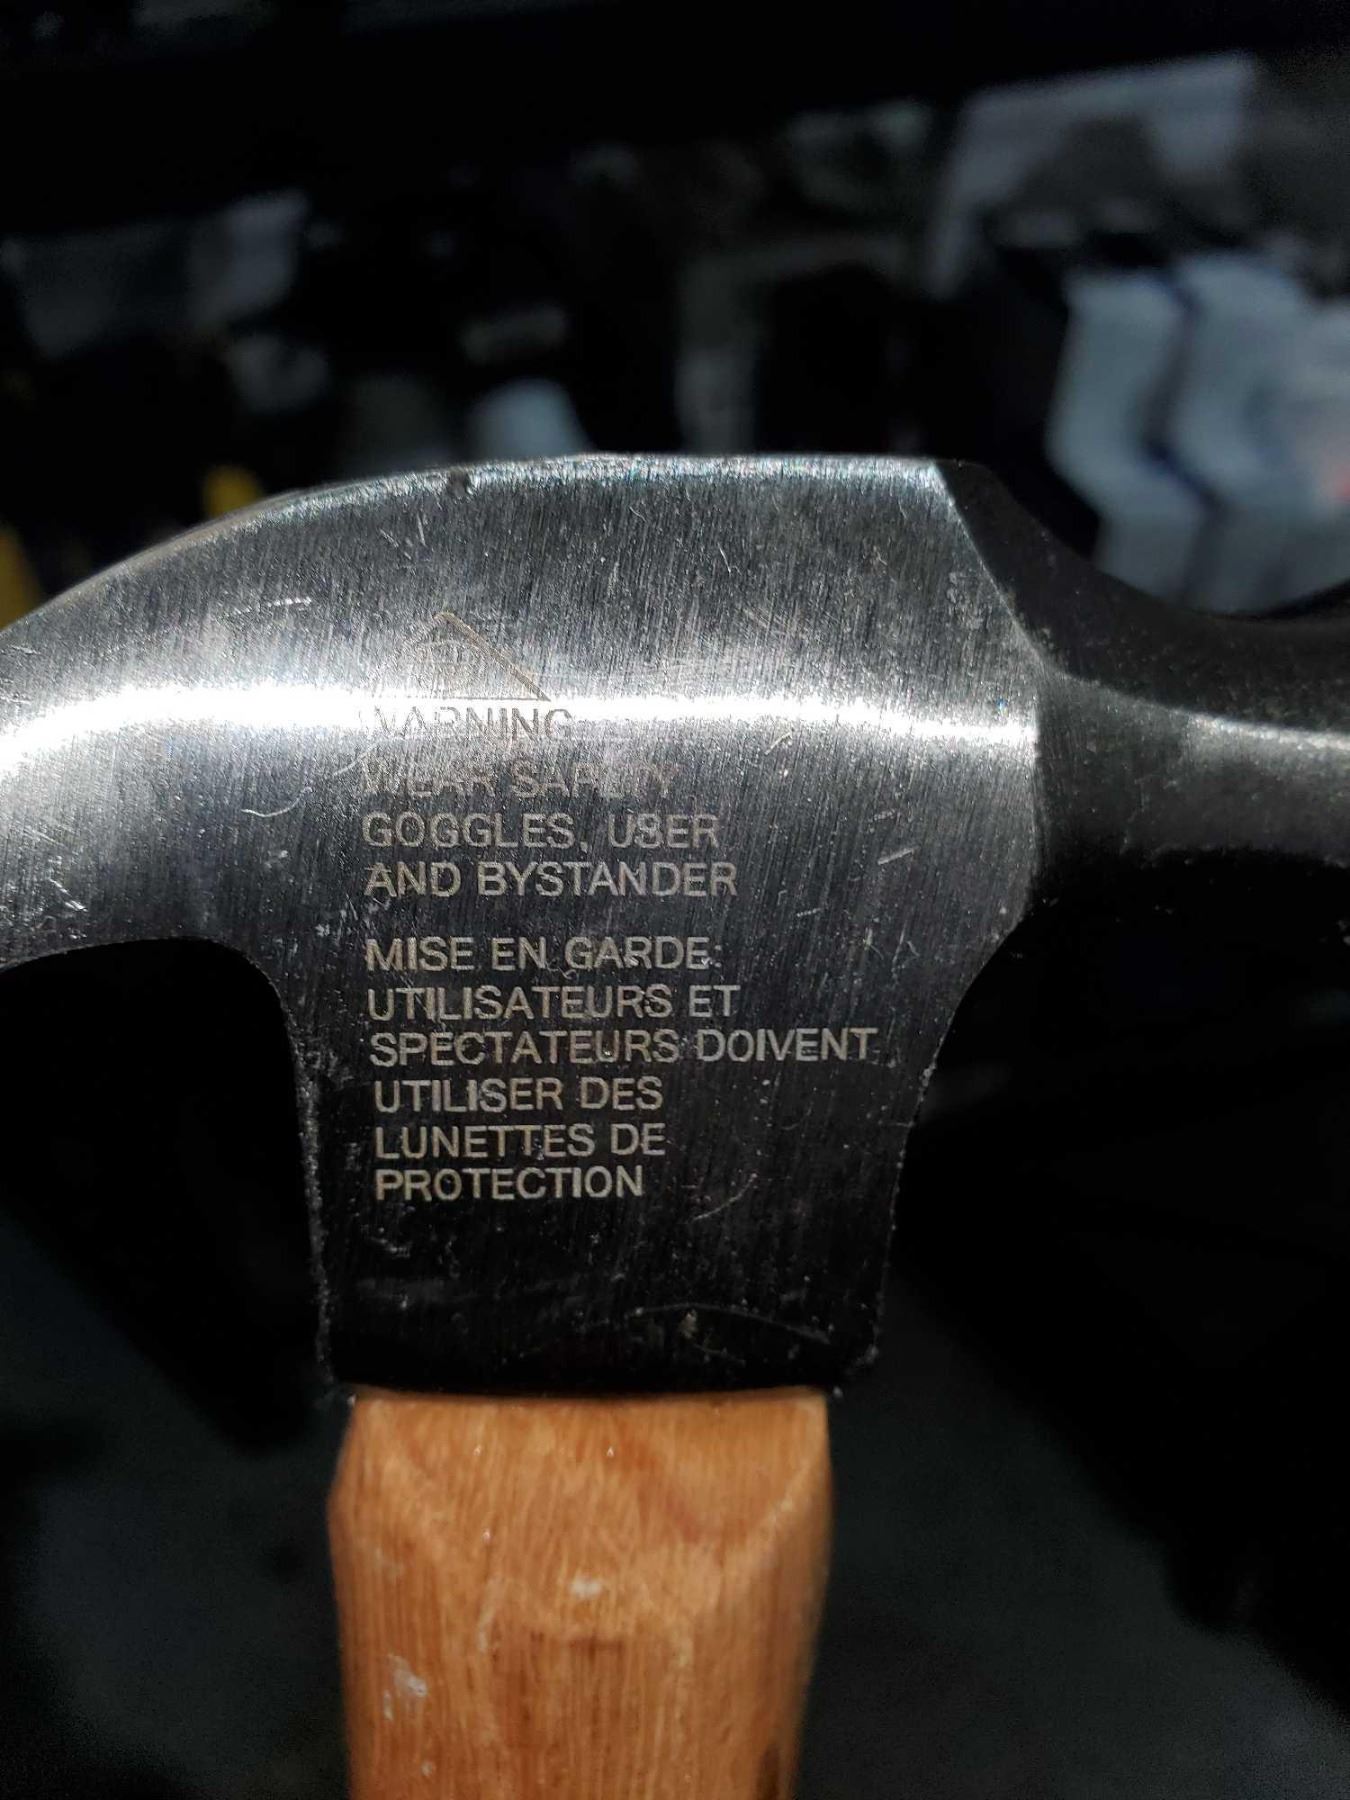 WARNING
WEAR SAFETY
GOGGLES, USER
AND BYSTANDER
MISE EN GARDE:
UTILISATEURS ET
SPECTATEURS DOIVENT
UTILISER DES
LUNETTES DE
PROTECTION